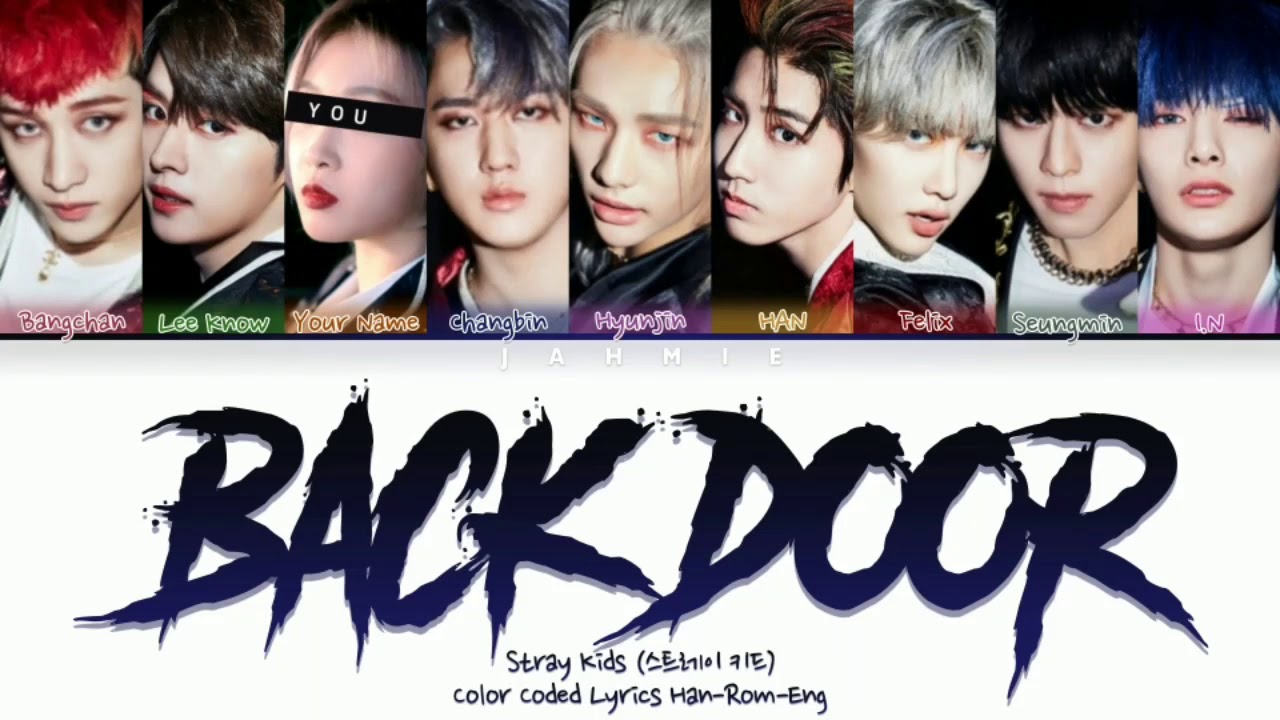 YOU
Bangchan Lee Know Your Name Changbin Hyunjin HAN Felix Seungmin I.N
JAHMIE
BACK DOOR
Stray Kids (스트레이 키드)
Color Coded Lyrics Han-Rom-Eng